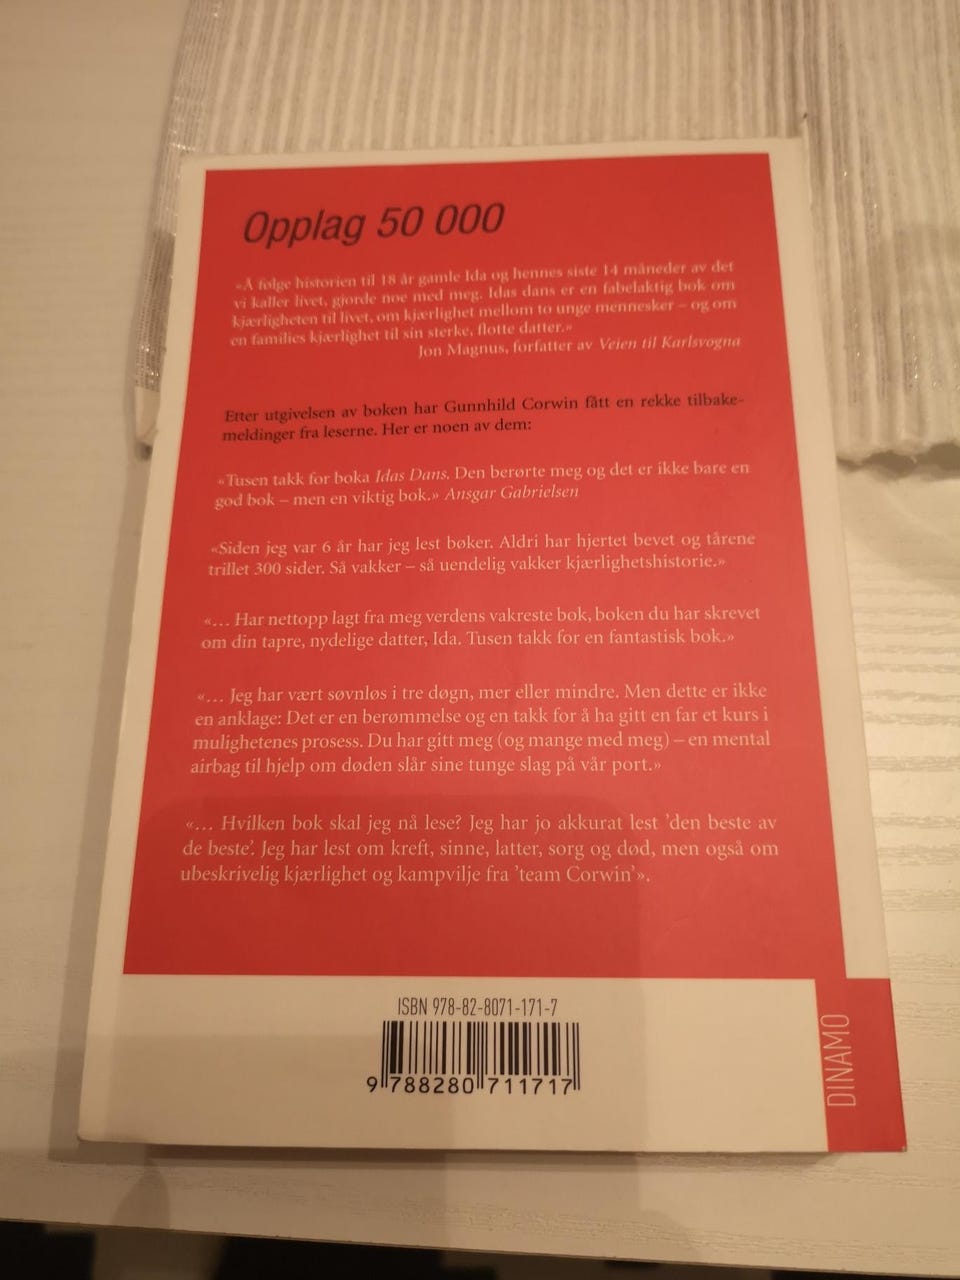 Opplag 50 000
«Å følge historien til 18 år gamle Ida og hennes siste 14 måneder av det
vi kaller livet, gjorde noe med meg. Idas dans er en fabelaktig bok om
kjærligheten til livet, om kjærlighet mellom to unge mennesker – og om
en families kjærlighet til sin sterke, flotte datter.»
Jon Magnus, forfatter av Veien til Karlsvogna
Etter utgivelsen av boken har Gunnhild Corwin fått en rekke tilbake-
meldinger fra leserne. Her er noen av dem:
«Tusen takk for boka Idas Dans. Den berørte meg og det er ikke bare en
god bok – men en viktig bok.» Ansgar Gabrielsen
«Siden jeg var 6 år har jeg lest bøker. Aldri har hjertet bevet og tårene
trillet 300 sider. Så vakker – så uendelig vakker kjærlighetshistorie.»
«… Har nettopp lagt fra meg verdens vakreste bok, boken du har skrevet
om din tapre, nydelige datter, Ida. Tusen takk for en fantastisk bok.»
«… Jeg har vært søvnløs i tre døgn, mer eller mindre. Men dette er ikke
en anklage: Det er en berømmelse og en takk for å ha gitt en far et kurs i
mulighetenes prosess. Du har gitt meg (og mange med meg) – en mental
airbag til hjelp om døden slår sine tunge slag på vår port.»
«… Hvilken bok skal jeg nå lese? Jeg har jo akkurat lest 'den beste av
de beste'. Jeg har lest om kreft, sinne, latter, sorg og død, men også om
ubeskrivelig kjærlighet og kampvilje fra 'team Corwin'».
ISBN 978-82-8071-171-7
9 788280 711717
DINAMO